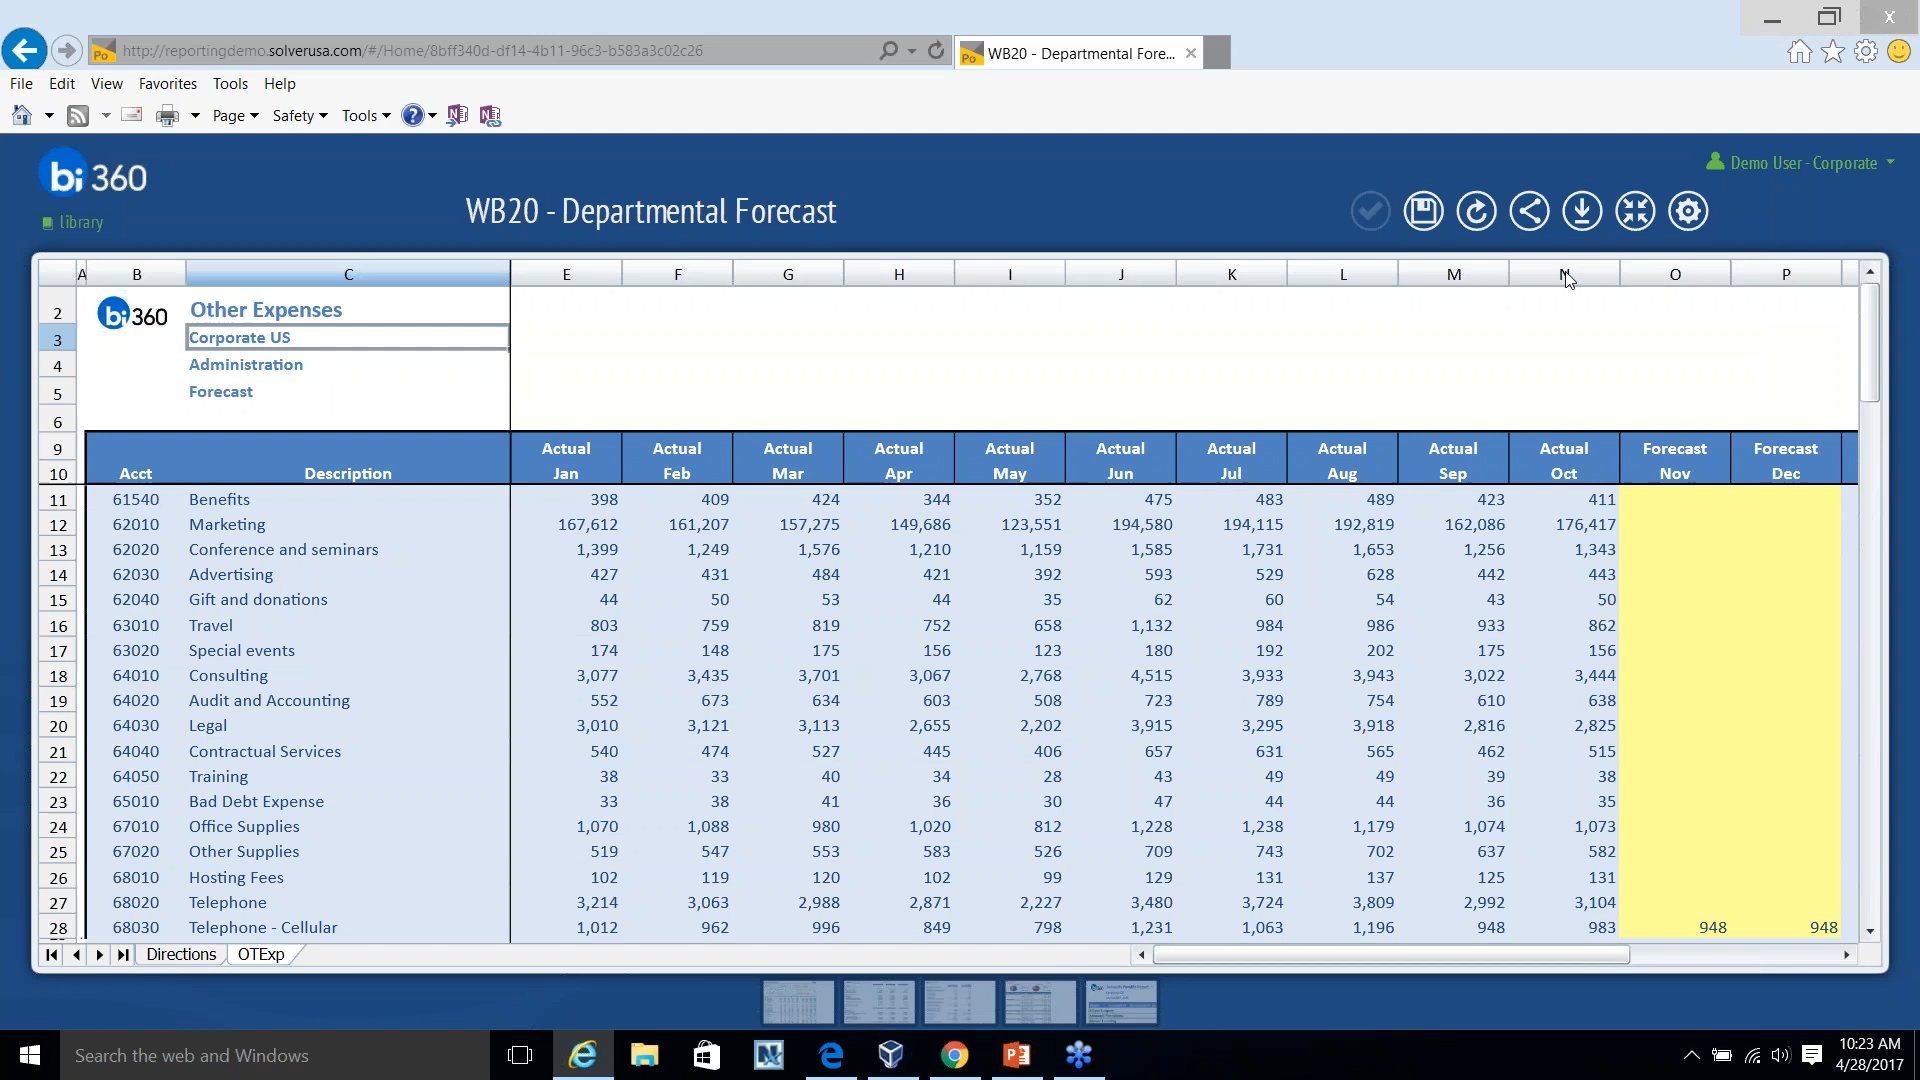 http://reportingdemo.solverusa.com/#/Home/8bff340d-df14-4b11-96c3-b583a3c02c26
WB20 - Departmental Fore...
File Edit View Favorites Tools Help
Page Safety Tools
bi 360
Demo User - Corporate
library
WB20 - Departmental Forecast
A B C E F G H I J K L M N O P
2 bi360 Other Expenses
3 Corporate US
4 Administration
5 Forecast
6
9 Actual Actual Actual Actual Actual Actual Actual Actual Actual Actual Forecast Forecast
10 Acct Description Jan Feb Mar Apr May Jun Jul Aug Sep Oct Nov Dec
11 61540 Benefits 398 409 424 344 352 475 483 489 423 411
12 62010 Marketing 167,612 161,207 157,275 149,686 123,551 194,580 194,115 192,819 162,086 176,417
13 62020 Conference and seminars 1,399 1,249 1,576 1,210 1,159 1,585 1,731 1,653 1,256 1,343
14 62030 Advertising 427 431 484 421 392 593 529 628 442 443
15 62040 Gift and donations 44 50 53 44 35 62 60 54 43 50
16 63010 Travel 803 759 819 752 658 1,132 984 986 933 862
17 63020 Special events 174 148 175 156 123 180 192 202 175 156
18 64010 Consulting 3,077 3,435 3,701 3,067 2,768 4,515 3,933 3,943 3,022 3,444
19 64020 Audit and Accounting 552 673 634 603 508 723 789 754 610 638
20 64030 Legal 3,010 3,121 3,113 2,655 2,202 3,915 3,295 3,918 2,816 2,825
21 64040 Contractual Services 540 474 527 445 406 657 631 565 462 515
22 64050 Training 38 33 40 34 28 43 49 49 39 38
23 65010 Bad Debt Expense 33 38 41 36 30 47 44 44 36 35
24 67010 Office Supplies 1,070 1,088 980 1,020 812 1,228 1,238 1,179 1,074 1,073
25 67020 Other Supplies 519 547 553 583 526 709 743 702 637 582
26 68010 Hosting Fees 102 119 120 102 99 129 131 137 125 131
27 68020 Telephone 3,214 3,063 2,988 2,871 2,227 3,480 3,724 3,809 2,992 3,104
28 68030 Telephone - Cellular 1,012 962 996 849 798 1,231 1,063 1,196 948 983 948 948
Directions OTExp
Search the web and Windows
10:23 AM
4/28/2017